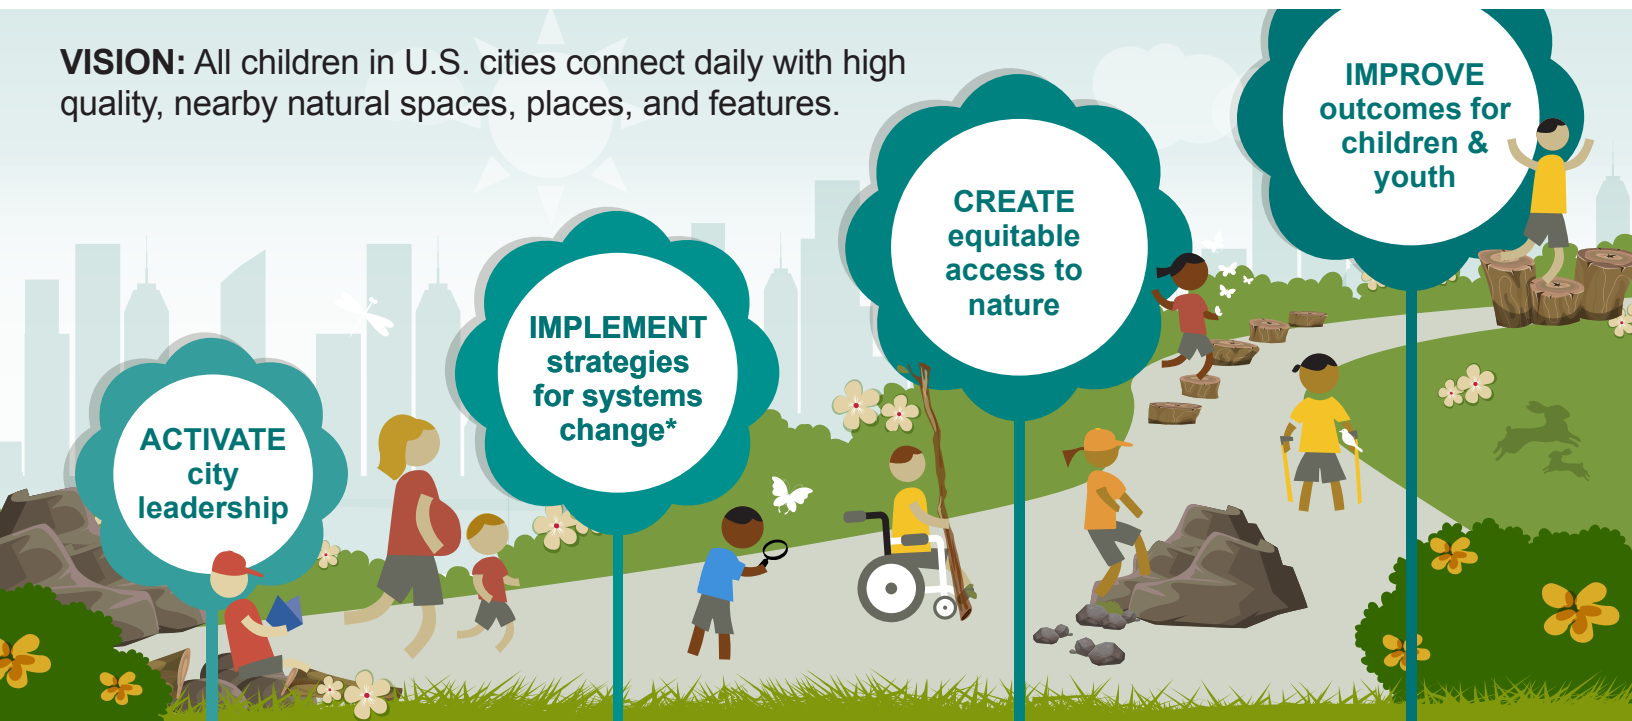 VISION: All children in U.S. cities connect daily with high
quality, nearby natural spaces, places, and features.
ACTIVATE
city
leadership
IMPLEMENT
strategies
for systems
change*
CREATE
equitable
access to
nature
IMPROVE
outcomes for
children &
youth